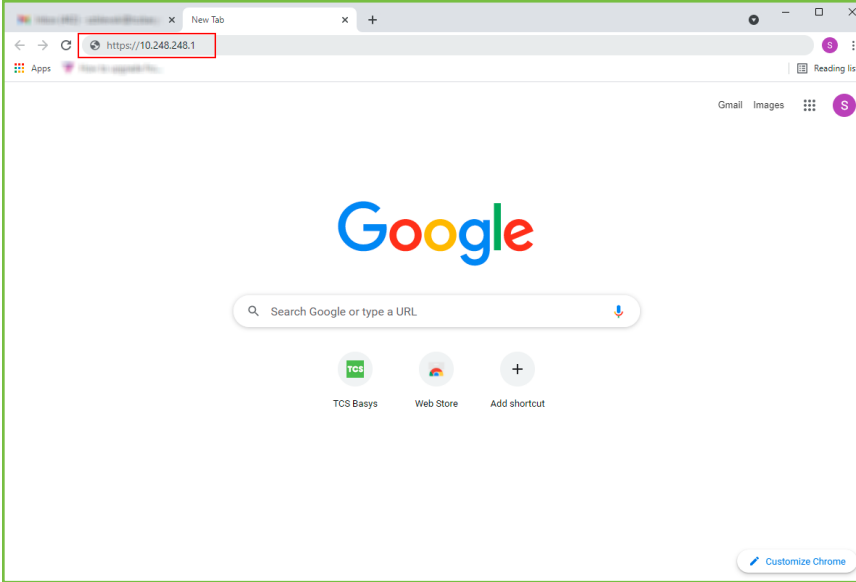 New Tab
https://10.248.248.1
S
Apps
Reading lis
Gmail Images
S
Google
Search Google or type a URL
TCS
TCS Basys Web Store Add shortcut
Customize Chrome